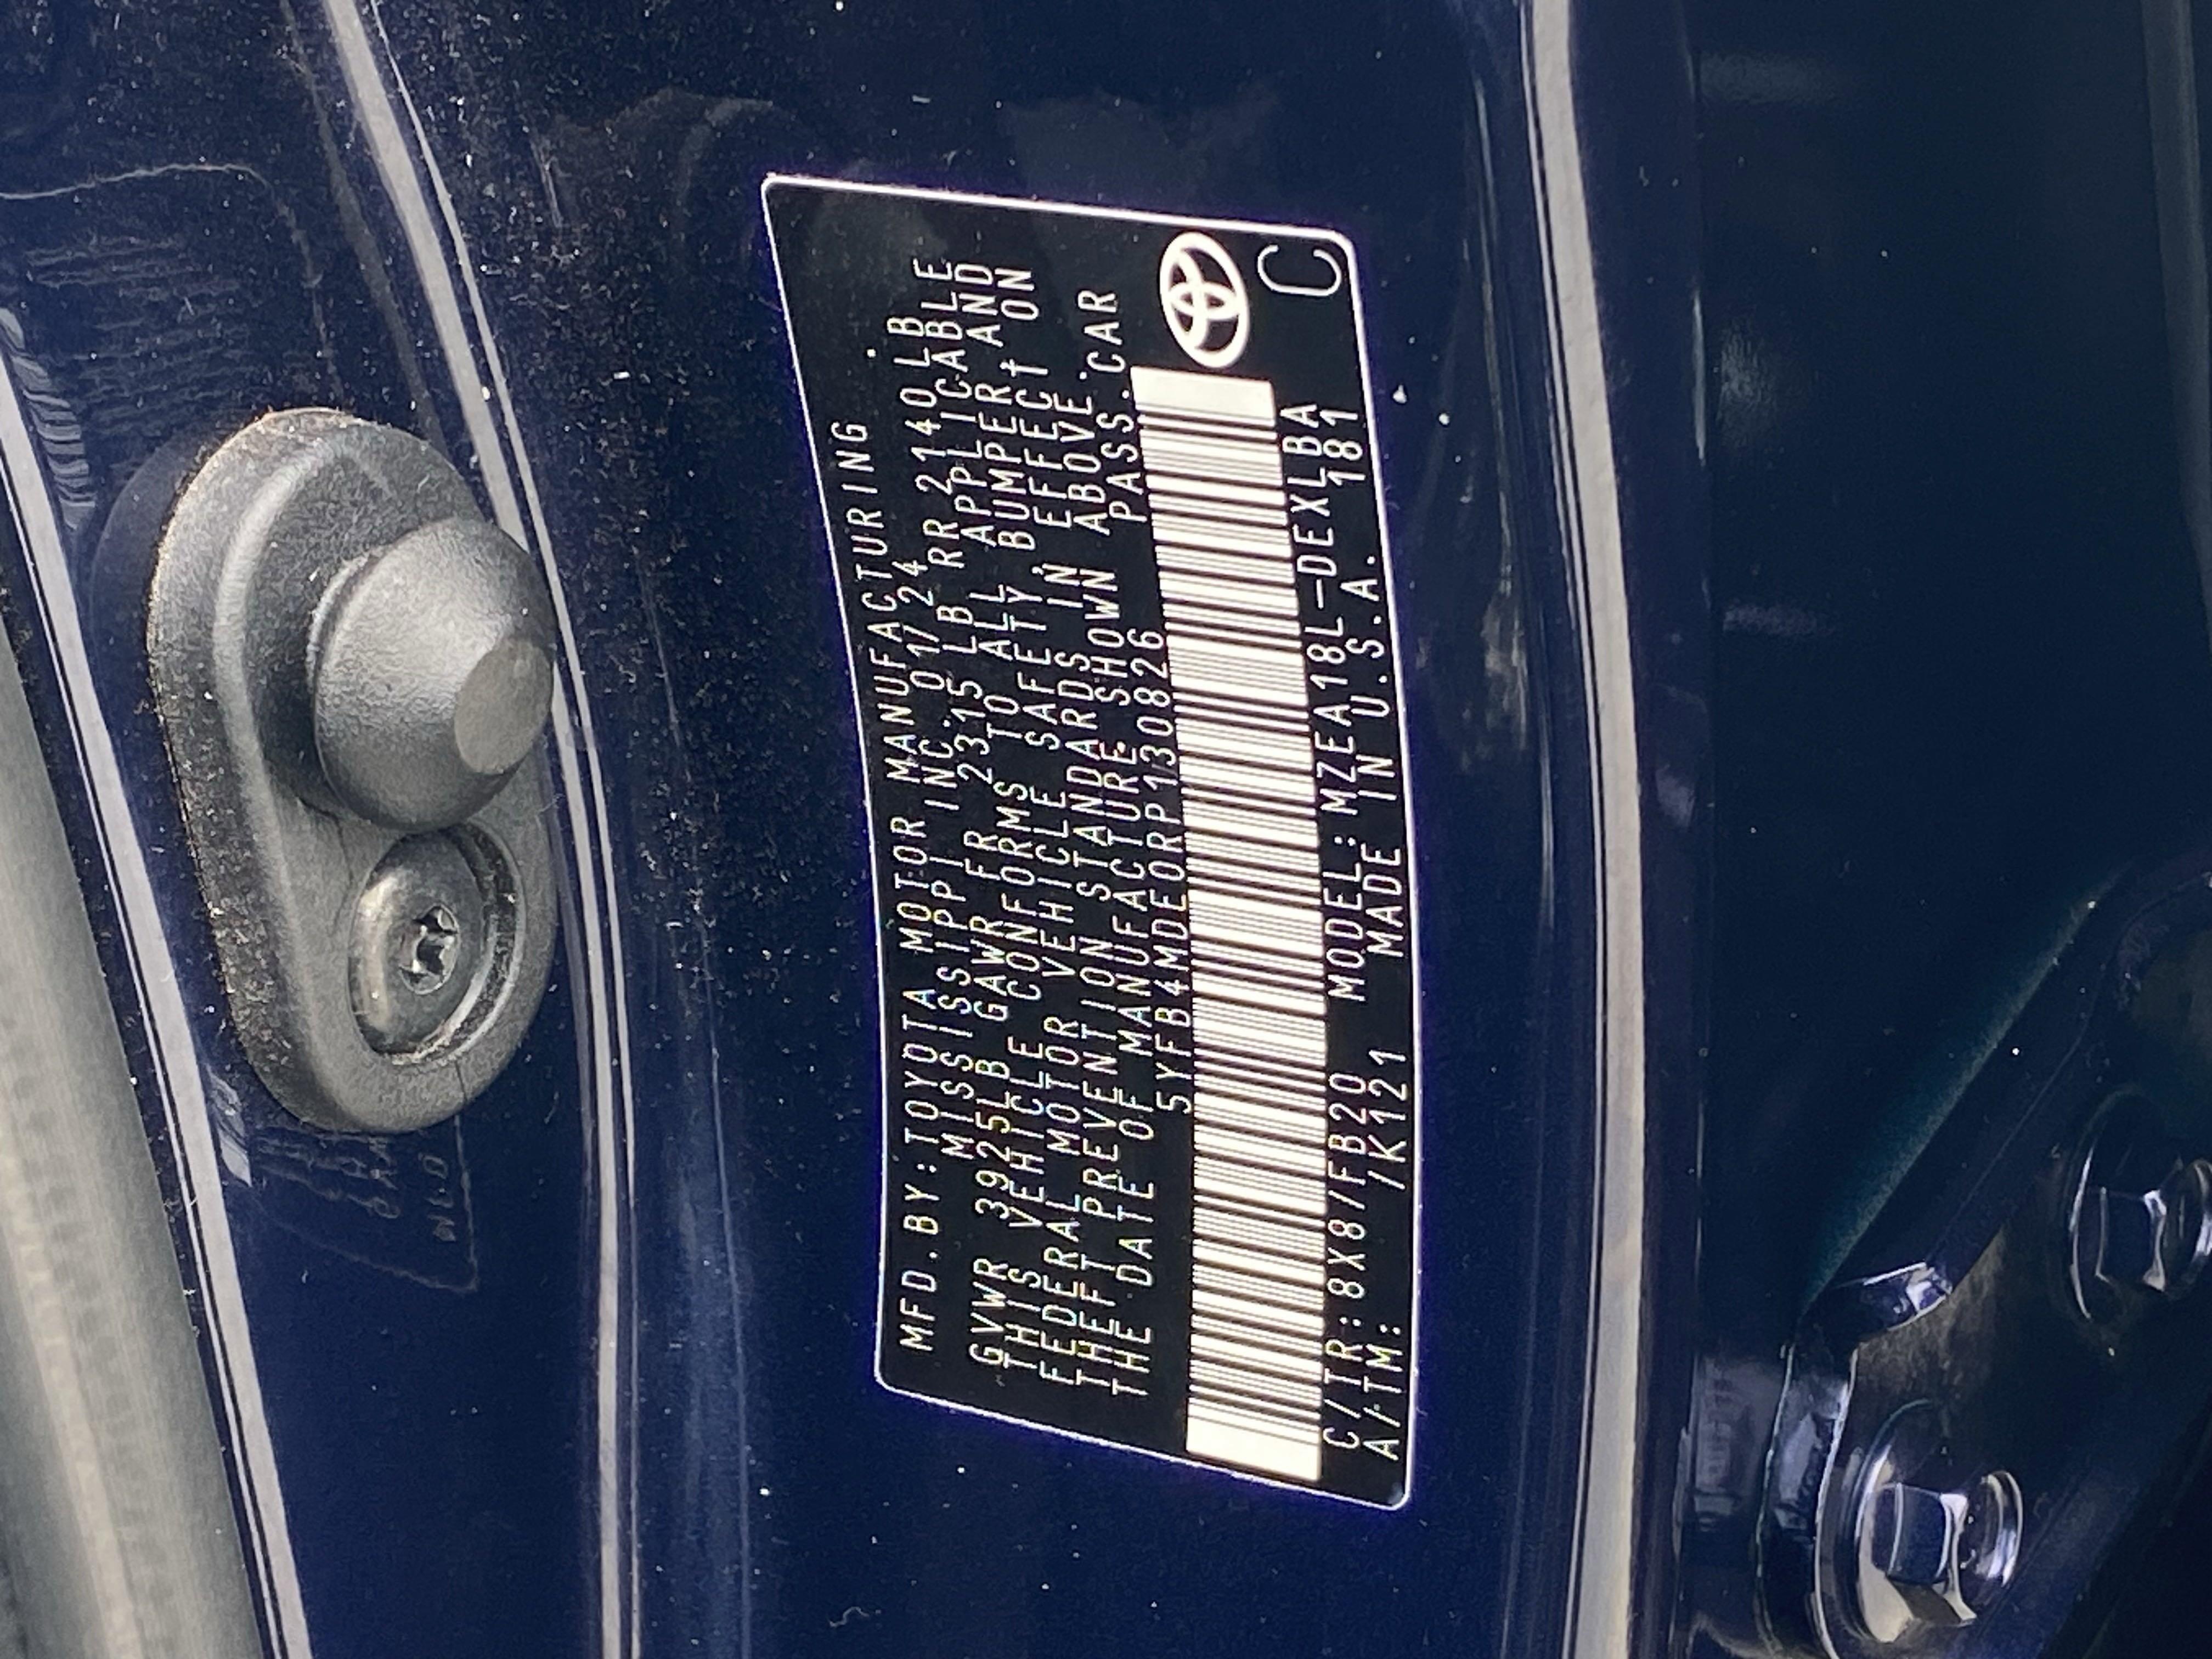 MFD.BY:TOYOTA MOTOR MANUFACTURING,
MISSISSIPPI INC. 01/24
GVWR 3925LB GAWR FR 2315 LB RR 2140 LB
THIS VEHICLE CONFORMS TO ALL APPLICABLE
FEDERAL MOTOR VEHICLE SAFETY, BUMPER, AND
THEFT PREVENTION STANDARDS IN EFFECT ON
THE DATE OF MANUFACTURE SHOWN ABOVE.
5YFB4MDE0RP130826 PASS.CAR
C/TR:8X8/FB20 MODEL:MZEA18L-DEXLBA
A/TM: /K121 MADE IN U.S.A. 181
C